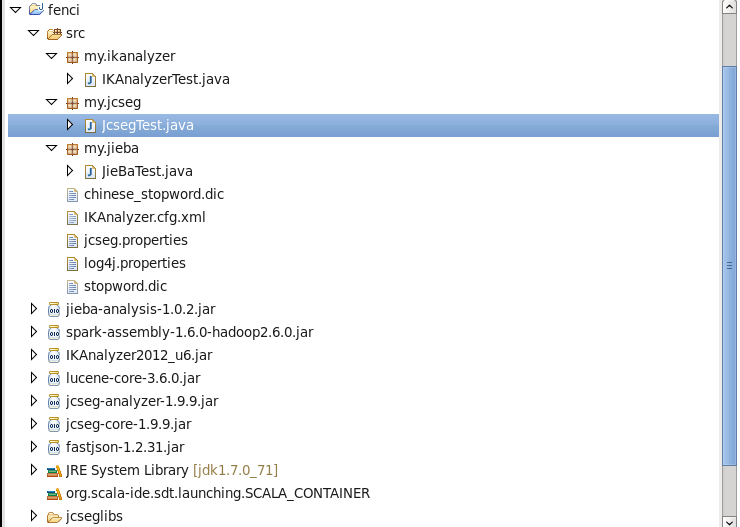 fenci
src
my.ikanalyzer
IKAnalyzerTest.java
my.jcseg
JcsegTest.java
my.jieba
JieBaTest.java
chinese_stopword.dic
IKAnalyzer.cfg.xml
jcseg.properties
log4j.properties
stopword.dic
jieba-analysis-1.0.2.jar
spark-assembly-1.6.0-hadoop2.6.0.jar
IKAnalyzer2012_u6.jar
lucene-core-3.6.0.jar
jcseg-analyzer-1.9.9.jar
jcseg-core-1.9.9.jar
fastjson-1.2.31.jar
JRE System Library [jdk1.7.0_71]
org.scala-ide.sdt.launching.SCALA_CONTAINER
jcseglibs